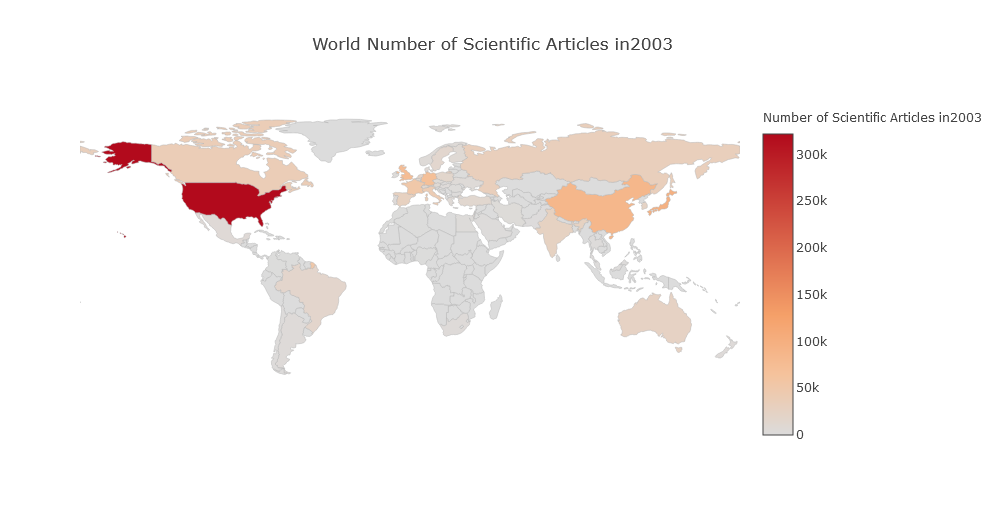 World Number of Scientific Articles in2003
Number of Scientific Articles in2003
300k
250k
200k
150k
100k
50k
0